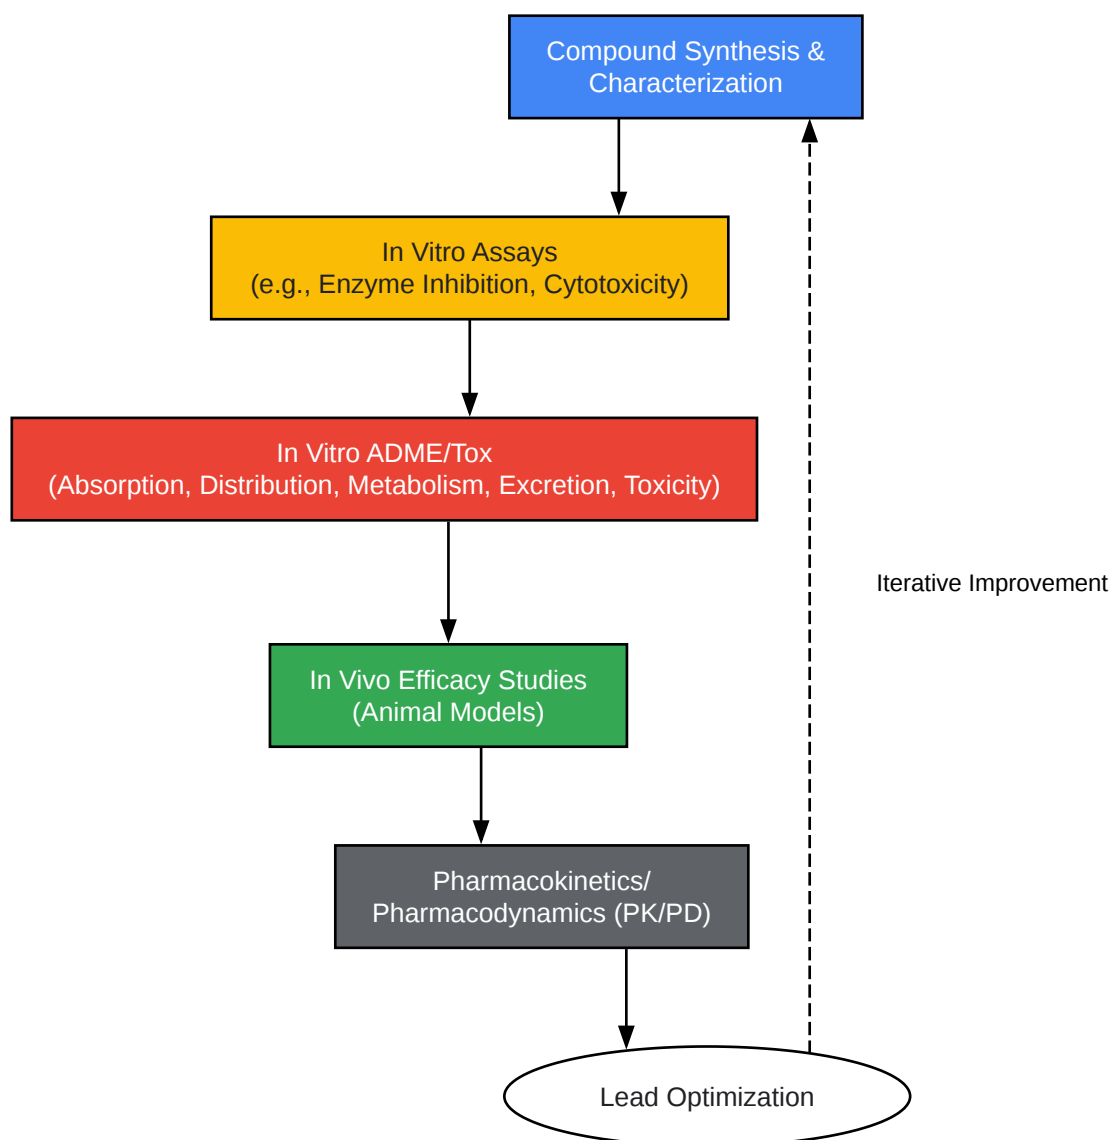 Compound Synthesis &
Characterization
In Vitro Assays
(e.g., Enzyme Inhibition, Cytotoxicity)
In Vitro ADME/Tox
(Absorption, Distribution, Metabolism, Excretion, Toxicity)
Iterative Improvement
In Vivo Efficacy Studies
(Animal Models)
Pharmacokinetics/
Pharmacodynamics (PK/PD)
Lead Optimization